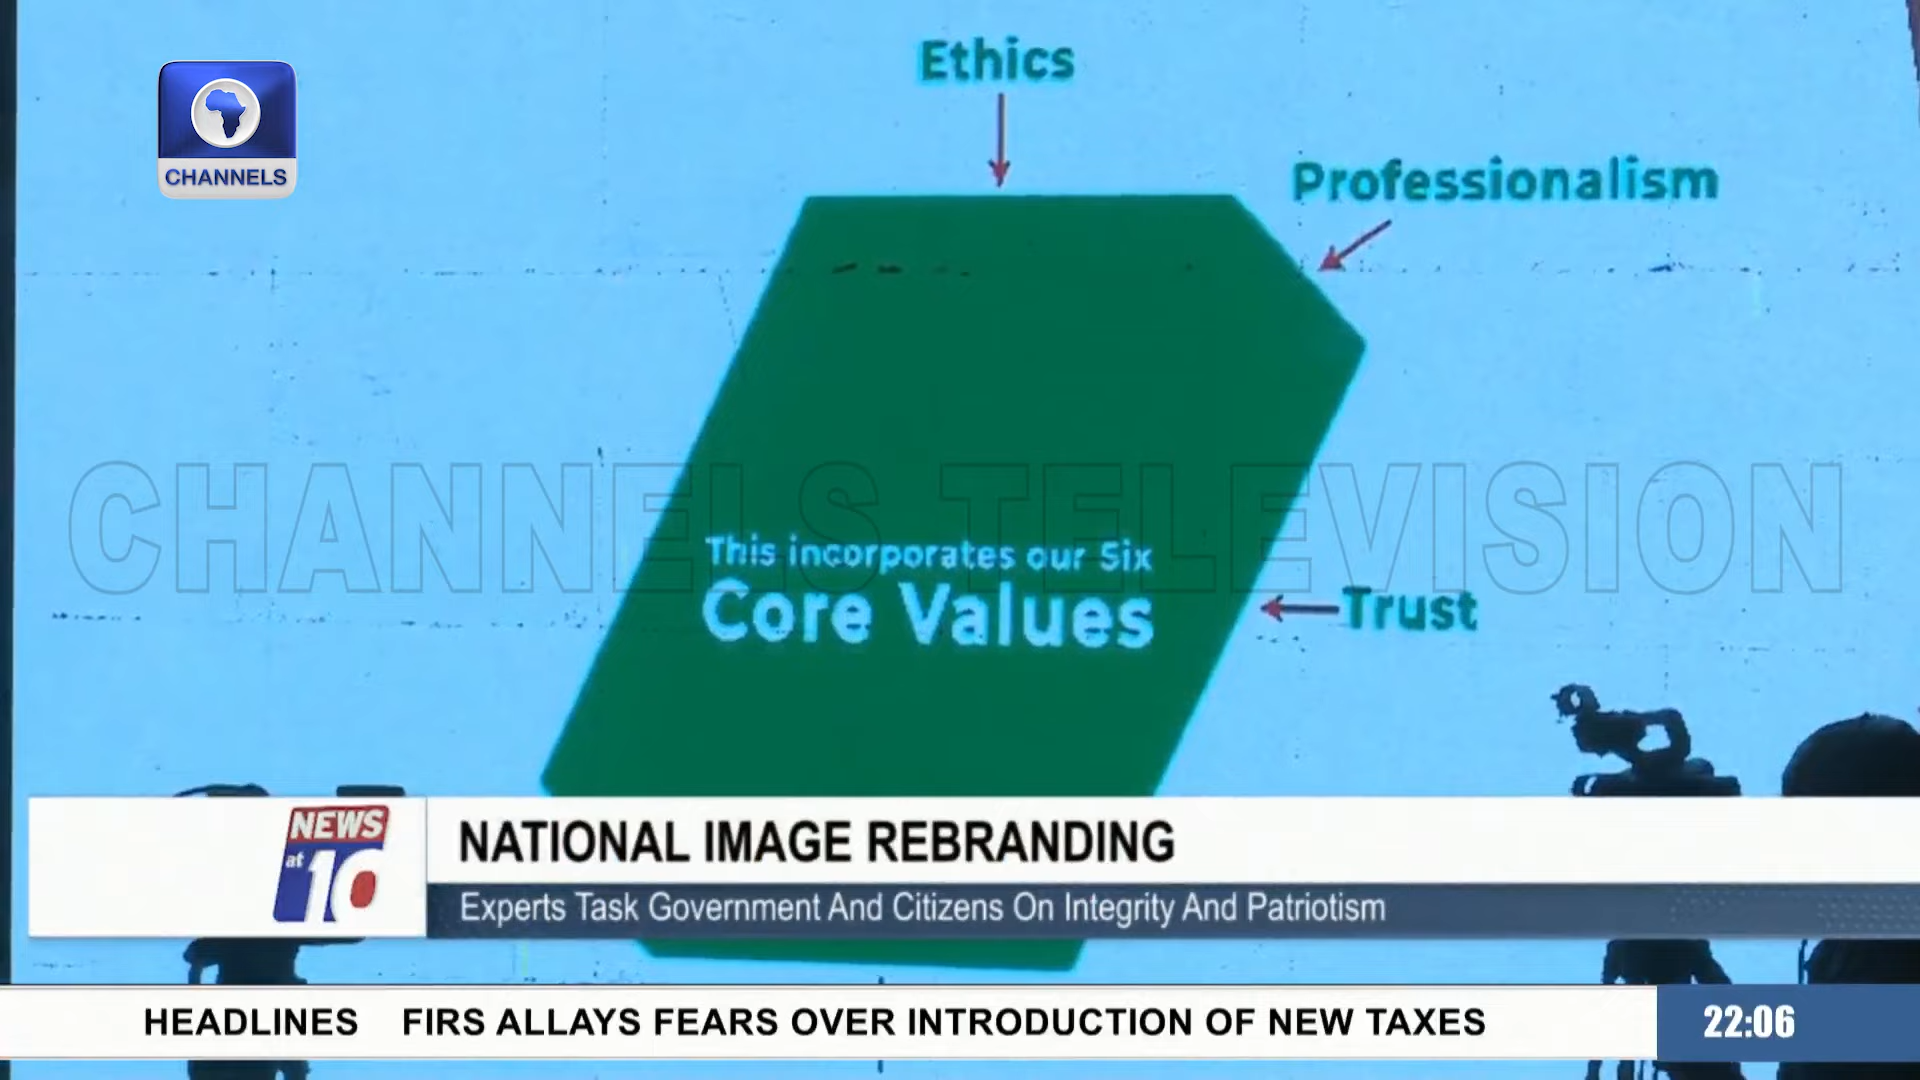 Ethics
CHANNELS
Professionalism
CHANNELS TELEVISION
This incorporates our Six
Core Values
Trust
NEWS
at 10
NATIONAL IMAGE REBRANDING
Experts Task Government And Citizens On Integrity And Patriotism
HEADLINES FIRS ALLAYS FEARS OVER INTRODUCTION OF NEW TAXES
22:06